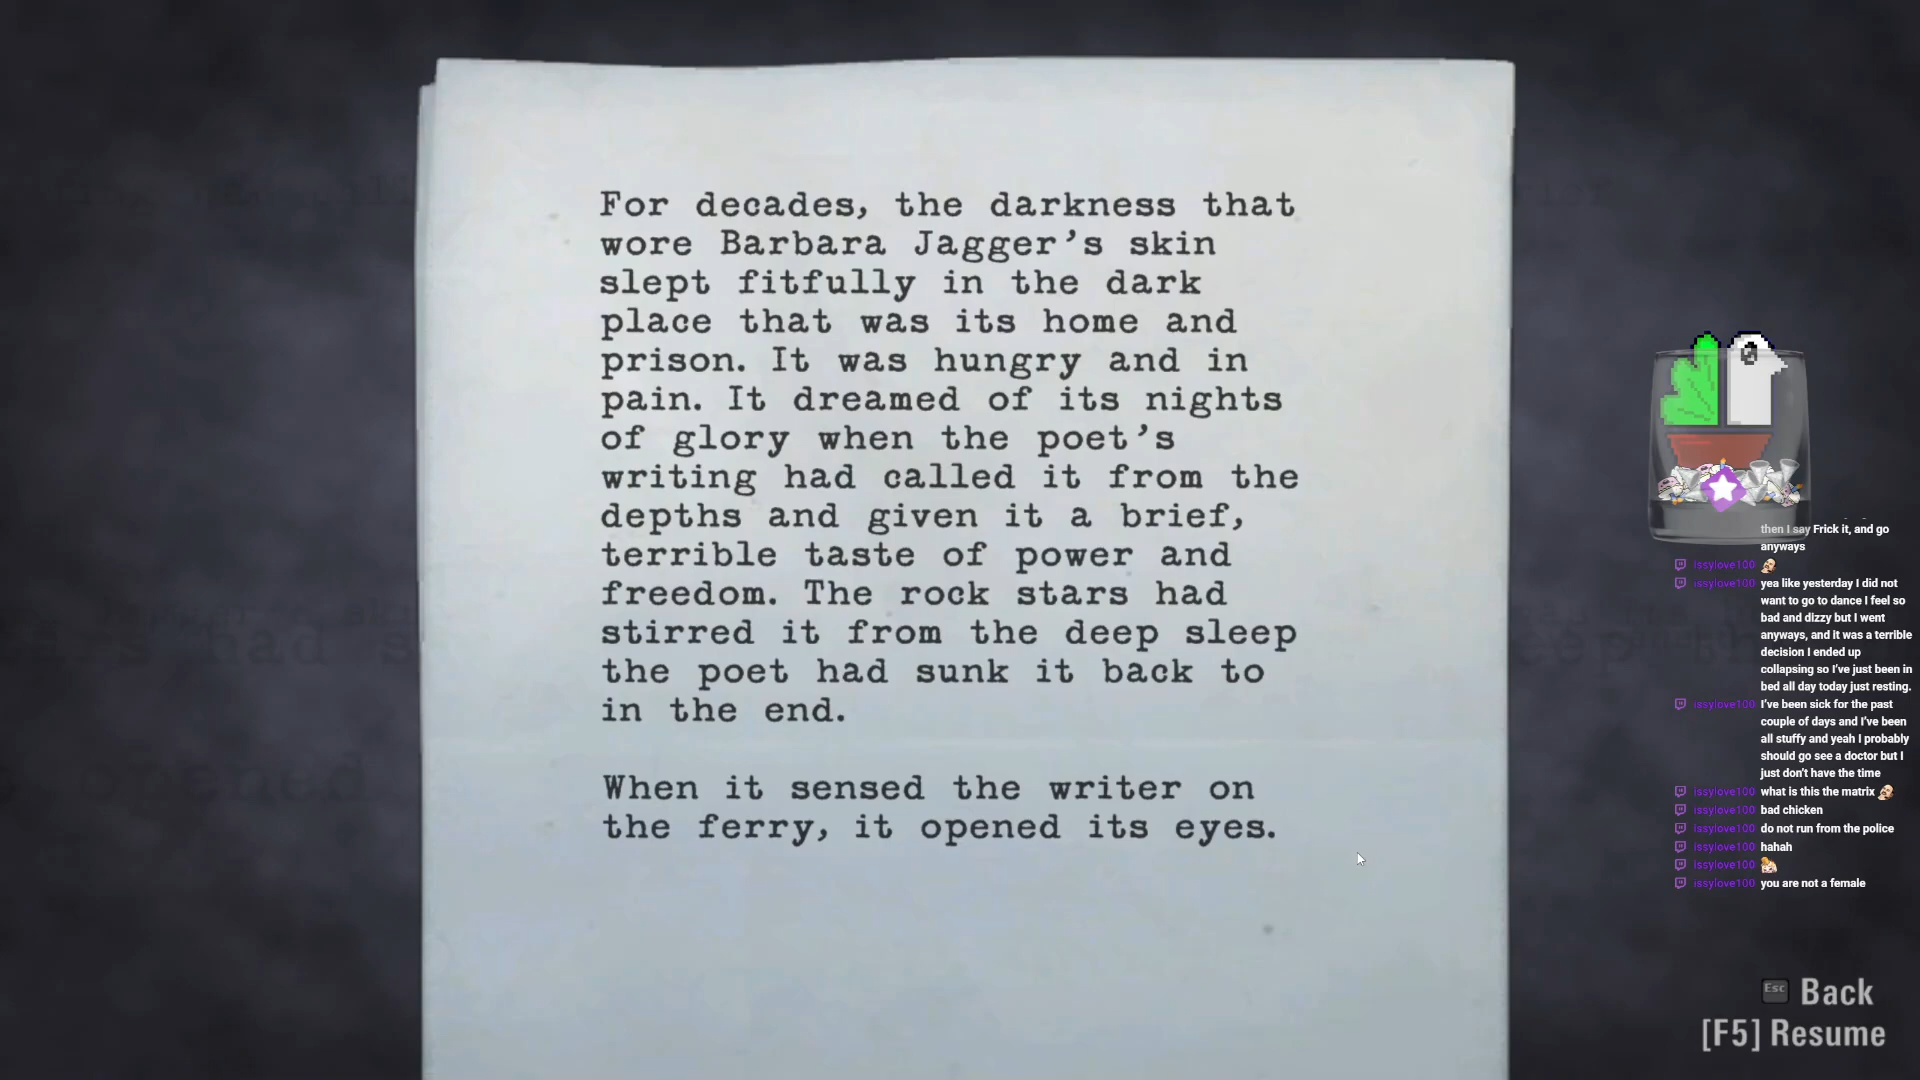 For decades, the darkness that
wore Barbara Jagger’s skin
slept fitfully in the dark
place that was its home and
prison. It was hungry and in
pain. It dreamed of its nights
of glory when the poet’s
writing had called it from the
depths and given it a brief,
terrible taste of power and
freedom. The rock stars had
stirred it from the deep sleep
the poet had sunk it back to
in the end.
When it sensed the writer on
the ferry, it opened its eyes.
then I say Frick it, and go
anyways
issylove100
issylove100 yea like yesterday I did not
want to go to dance I feel so
bad and dizzy but I went
anyways, and it was a terrible
decision I ended up
collapsing so I've just been in
bed all day today just resting.
issylove100 I've been sick for the past
couple of days and I've been
all stuffy and yeah I probably
should go see a doctor but I
just don't have the time
issylove100 what is this the matrix
issylove100 bad chicken
issylove100 do not run from the police
issylove100 hahah
issylove100
issylove100 you are not a female
Esc Back
[F5] Resume